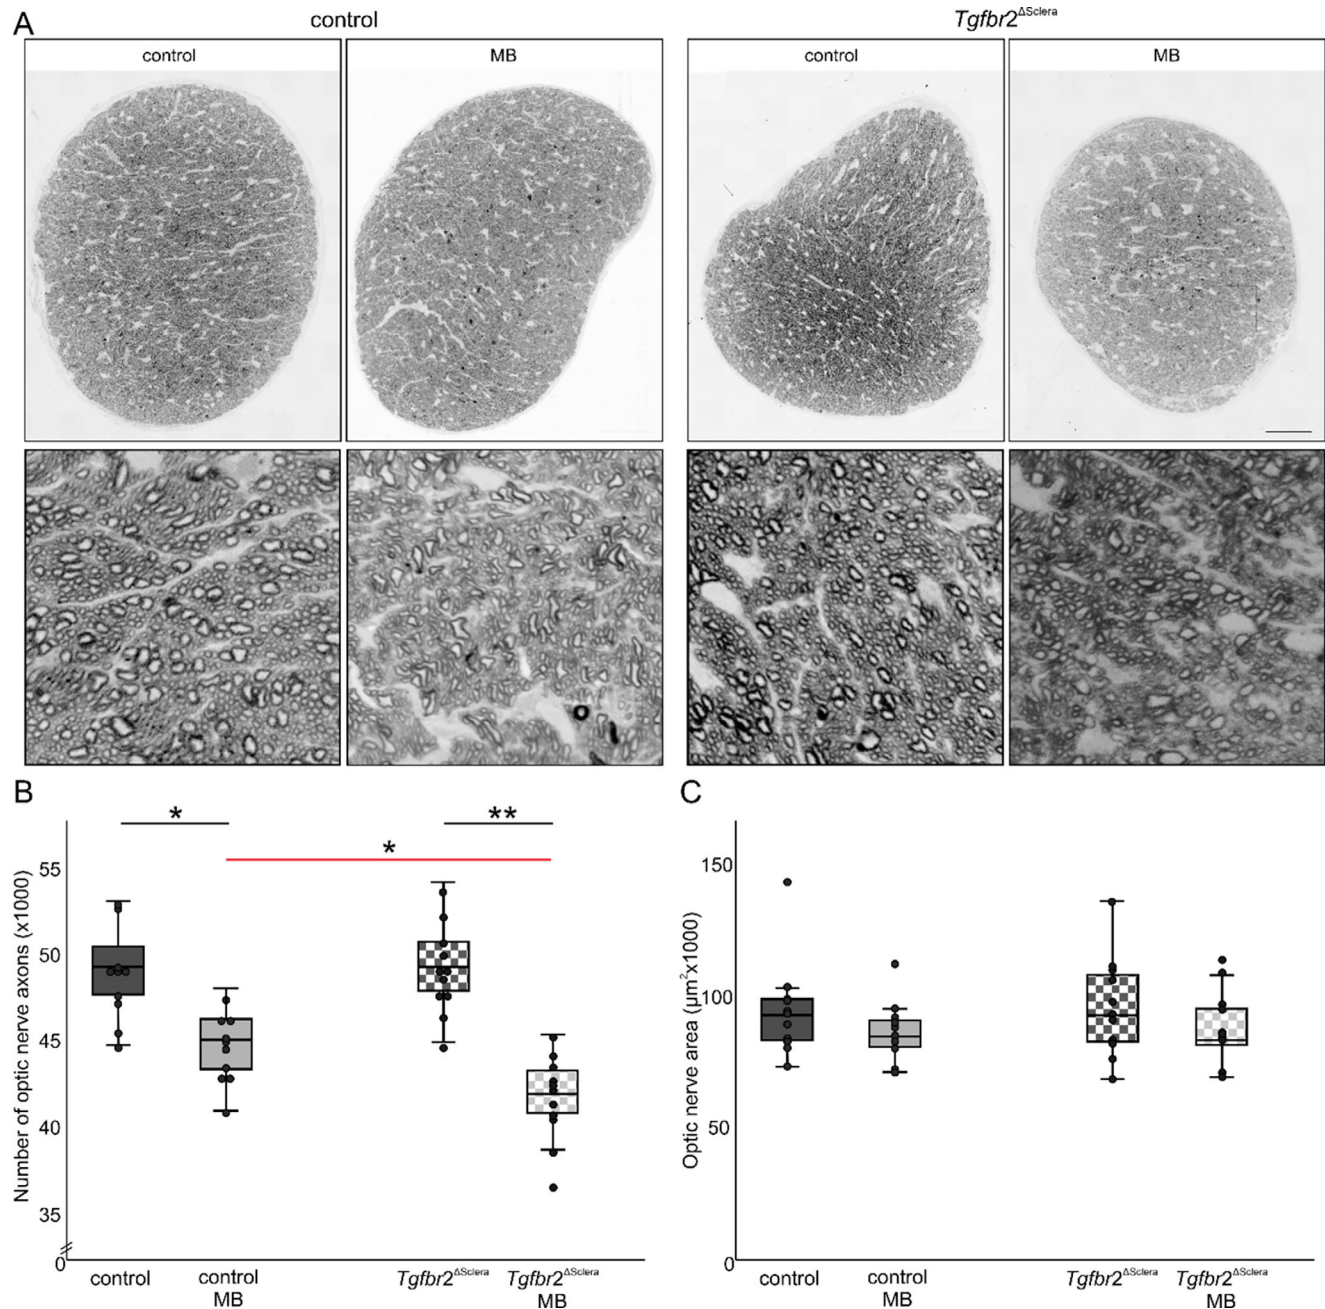 A
control
Tgfbr2ΔSclera
control
MB
control
MB
B
*
**
*
Number of optic nerve axons (x1000)
55
50
45
40
35
0
control
control
MB
Tgfbr2ΔSclera
Tgfbr2ΔSclera
MB
C
Optic nerve area (µm²x1000)
150
100
50
0
control
control
MB
Tgfbr2ΔSclera
Tgfbr2ΔSclera
MB